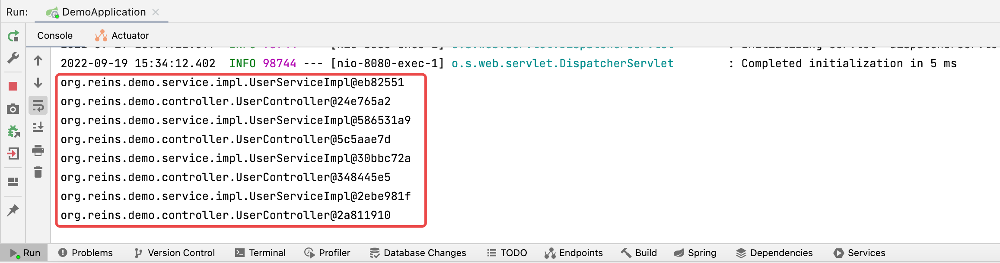 Run: DemoApplication
Console Actuator
2022-09-19 15:34:12.402 INFO 98744 --- [nio-8080-exec-1] o.s.web.servlet.DispatcherServlet : Completed initialization in 5 ms
org.reins.demo.service.impl.UserServiceImpl@eb82551
org.reins.demo.controller.UserController@24e765a2
org.reins.demo.service.impl.UserServiceImpl@586531a9
org.reins.demo.controller.UserController@5c5aae7d
org.reins.demo.service.impl.UserServiceImpl@30bbc72a
org.reins.demo.controller.UserController@348445e5
org.reins.demo.service.impl.UserServiceImpl@2ebe981f
org.reins.demo.controller.UserController@2a811910
Run Problems Version Control Terminal Profiler Database Changes TODO Endpoints Build Spring Dependencies Services